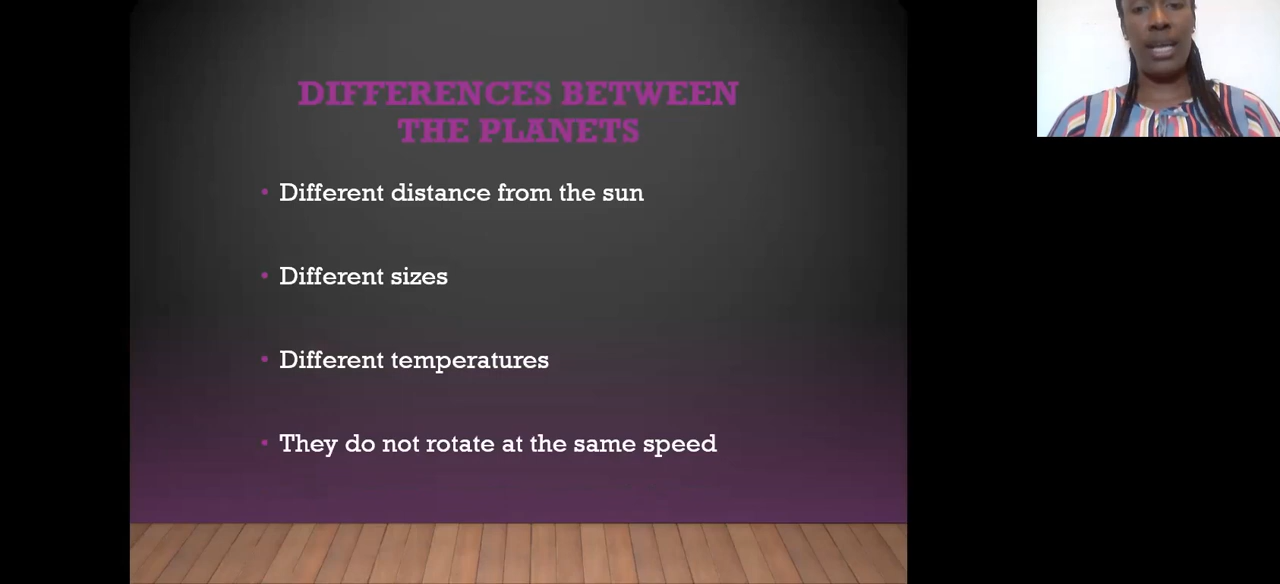 DIFFERENCES BETWEEN
THE PLANETS
• Different distance from the sun
• Different sizes
• Different temperatures
• They do not rotate at the same speed